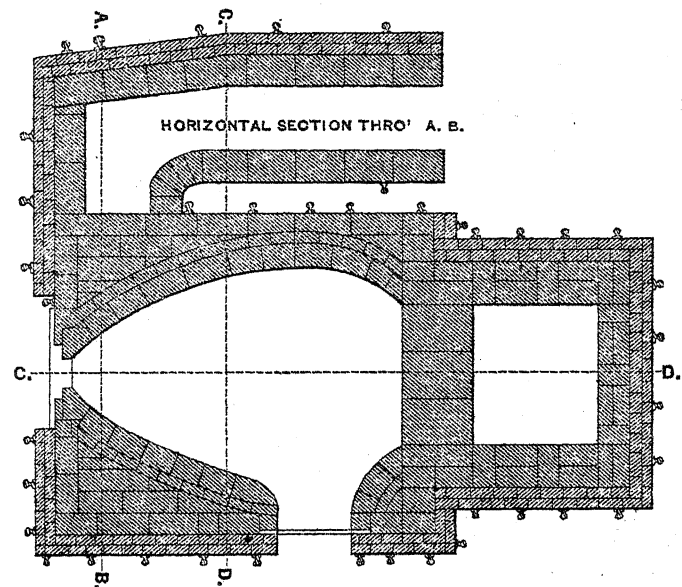 A. C.
HORIZONTAL SECTION THRO' A. B.
C. D.
B. D.